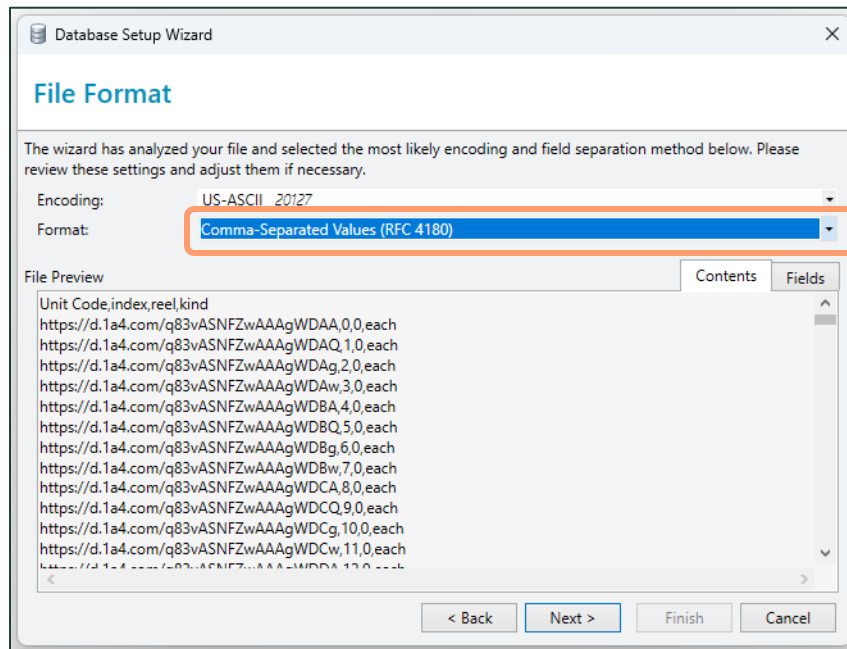 Database Setup Wizard
File Format
The wizard has analyzed your file and selected the most likely encoding and field separation method below. Please
review these settings and adjust them if necessary.
Encoding: US-ASCII 20127
Format: Comma-Separated Values (RFC 4180)
File Preview Contents Fields
Unit Code,index,reel,kind
https://d.1a4.com/q83vASNFZwAAAgWDAA,0,0,each
https://d.1a4.com/q83vASNFZwAAAgWDAQ,1,0,each
https://d.1a4.com/q83vASNFZwAAAgWDAg,2,0,each
https://d.1a4.com/q83vASNFZwAAAgWDAw,3,0,each
https://d.1a4.com/q83vASNFZwAAAgWDBA,4,0,each
https://d.1a4.com/q83vASNFZwAAAgWDBQ,5,0,each
https://d.1a4.com/q83vASNFZwAAAgWDBg,6,0,each
https://d.1a4.com/q83vASNFZwAAAgWDBw,7,0,each
https://d.1a4.com/q83vASNFZwAAAgWDCA,8,0,each
https://d.1a4.com/q83vASNFZwAAAgWDCQ,9,0,each
https://d.1a4.com/q83vASNFZwAAAgWDCg,10,0,each
https://d.1a4.com/q83vASNFZwAAAgWDCw,11,0,each
< Back Next > Finish Cancel